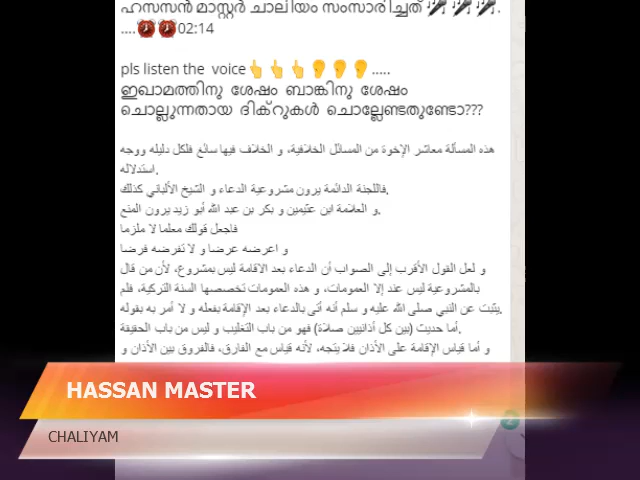 ഹസസൻ മാസ്റ്റർ ചാലിയം സംസാരിച്ചത് 🎤 🎤 🎤.
....⏰⏰02:14
pls listen the voice👆👆👆👂👂👂.....
ഇഖാമത്തിനു ശേഷം ബാങ്കിനു ശേഷം
ചൊല്ലുന്നതായ ദിക്റുകൾ ചൊല്ലേണ്ടതുണ്ടോ???
هذه المسألة معاشر الإخوة من المسائل الخلافية، و الخلاف فيها سائغ فلكل دليله ووجه
استدلاله.
فاللجنة الدائمة يرون مشروعية الدعاء و الشيخ الألباني كذلك.
و العلامة ابن عثيمين و بكر بن عبد الله أبو زيد يرون المنع.
فاجعل قولك معلما لا ملزما
و اعرضه عرضا و لا تفرضه فرضا
و لعل القول الأقرب إلى الصواب أن الدعاء بعد الاقامة ليس بمشروع، لأن من قال
بالمشروعية ليس عند إلا العمومات، و هذه العمومات تخصصها السنة التركية، فلم
يثبت عن النبي صلى الله عليه و سلم أنه أتى بالدعاء بعد الإقامة بفعله و لا أمر به بقوله.
أما حديث (بين كل أذانيين صلاة) فهو من باب التغليب و ليس من باب الحقيقة.
و أما قياس الإقامة على الأذان فلا يتجه، لأنه قياس مع الفارق، فالفروق بين الأذان و
HASSAN MASTER
CHALIYAM